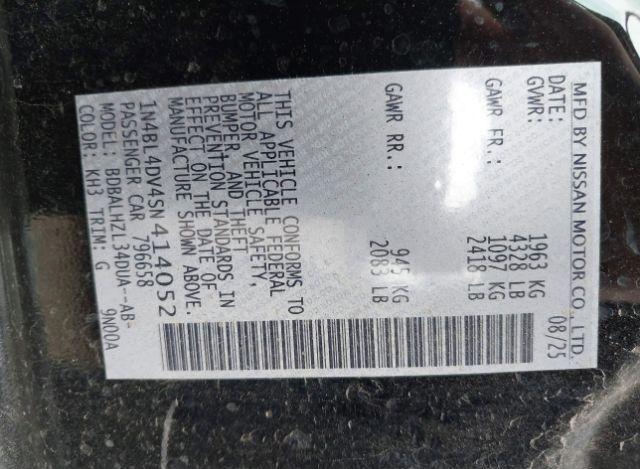 MFD BY NISSAN MOTOR CO., LTD.
DATE: 08/25
GVWR: 1963 KG
4328 LB
GAWR FR.: 1097 KG
2418 LB
GAWR RR.: 945 KG
2083 LB
THIS VEHICLE CONFORMS TO
ALL APPLICABLE FEDERAL
MOTOR VEHICLE SAFETY,
BUMPER, AND THEFT
PREVENTION STANDARDS IN
EFFECT ON THE DATE OF
MANUFACTURE SHOWN ABOVE.
1N4BL4DV4SN414052
PASSENGER CAR 796658
MODEL: BDBALHZL34DUA--AB-
COLOR: KH3 TRIM: G 9N00A